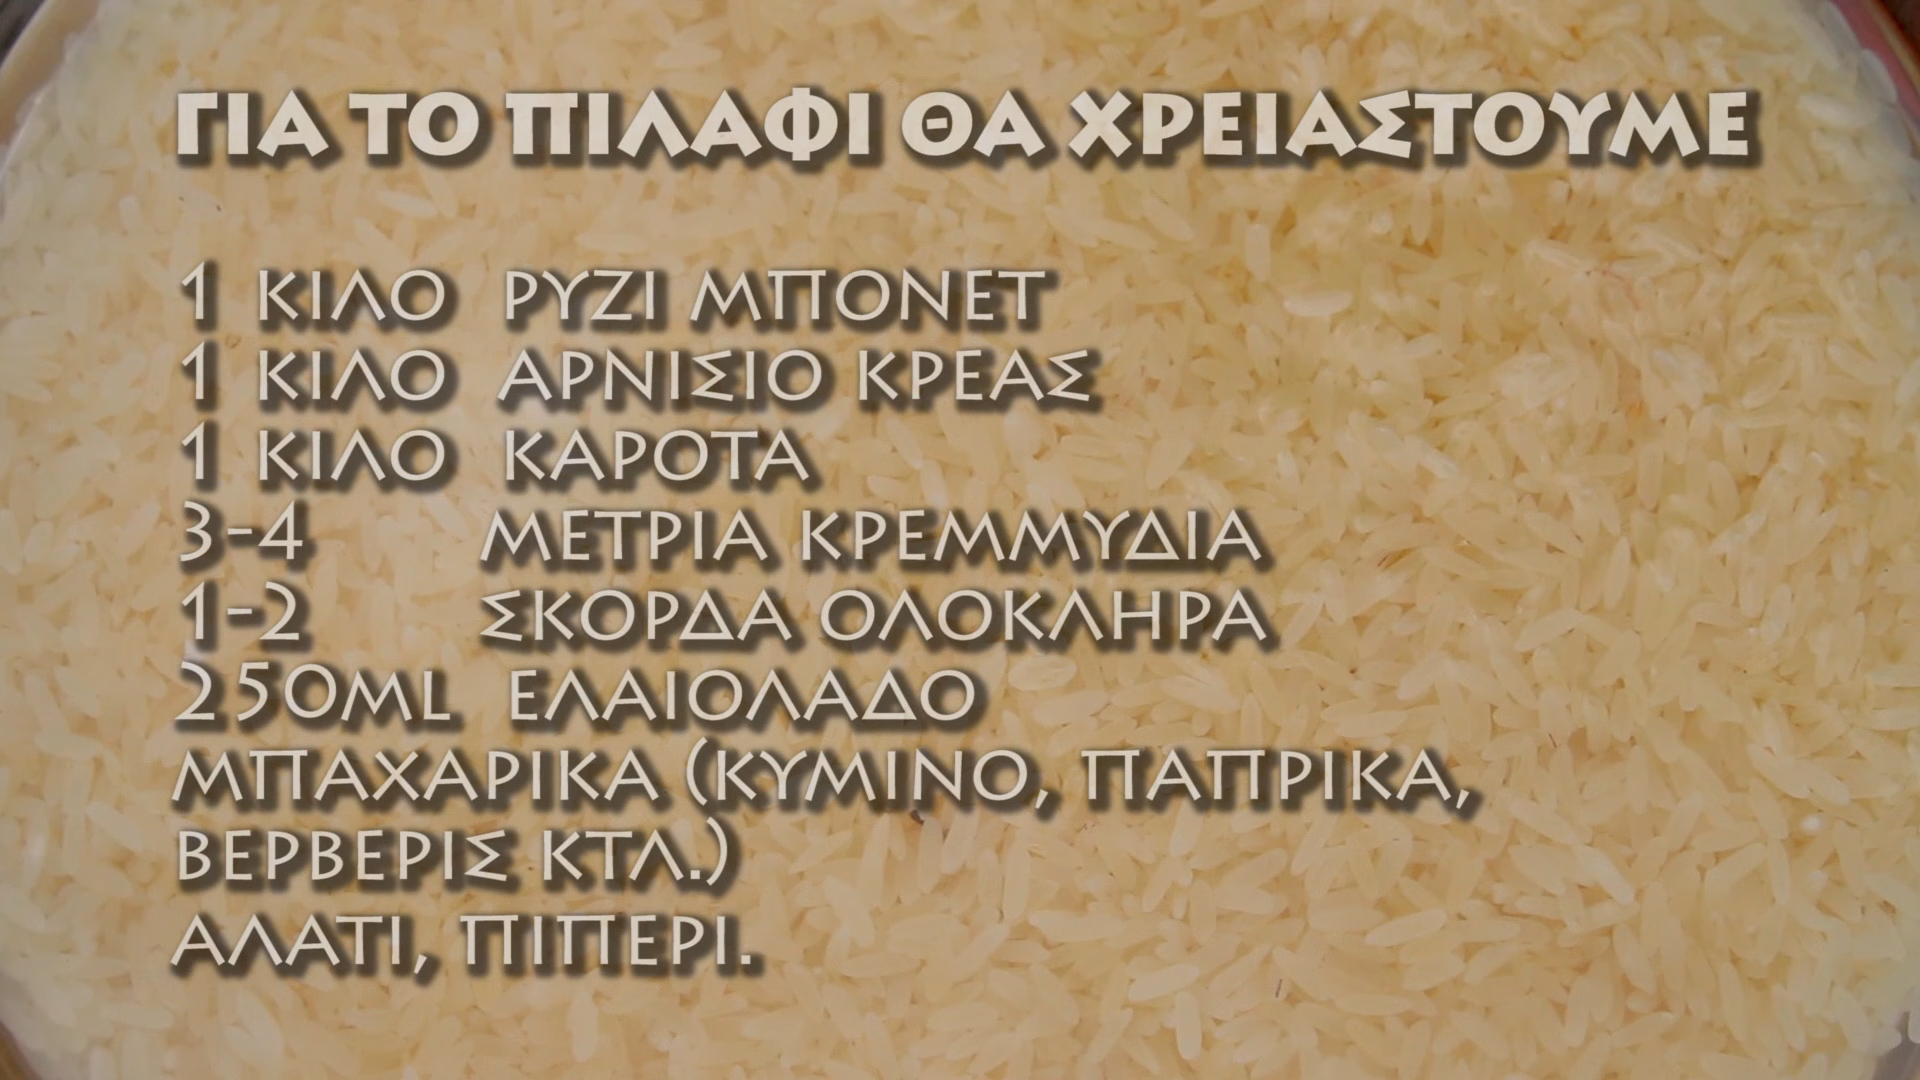 ΓΙΑ ΤΟ ΠΙΛΑΦΙ ΘΑ ΧΡΕΙΑΣΤΟΥΜΕ
1 ΚΙΛΟ ΡΥΖΙ ΜΠΟΝΕΤ
1 ΚΙΛΟ ΑΡΝΙΣΙΟ ΚΡΕΑΣ
1 ΚΙΛΟ ΚΑΡΟΤΑ
3-4 ΜΕΤΡΙΑ ΚΡΕΜΜΥΔΙΑ
1-2 ΣΚΟΡΔΑ ΟΛΟΚΛΗΡΑ
250ML ΕΛΑΙΟΛΑΔΟ
ΜΠΑΧΑΡΙΚΑ (ΚΥΜΙΝΟ, ΠΑΠΡΙΚΑ,
ΒΕΡΒΕΡΙΣ ΚΤΛ.)
ΑΛΑΤΙ, ΠΙΠΕΡΙ.